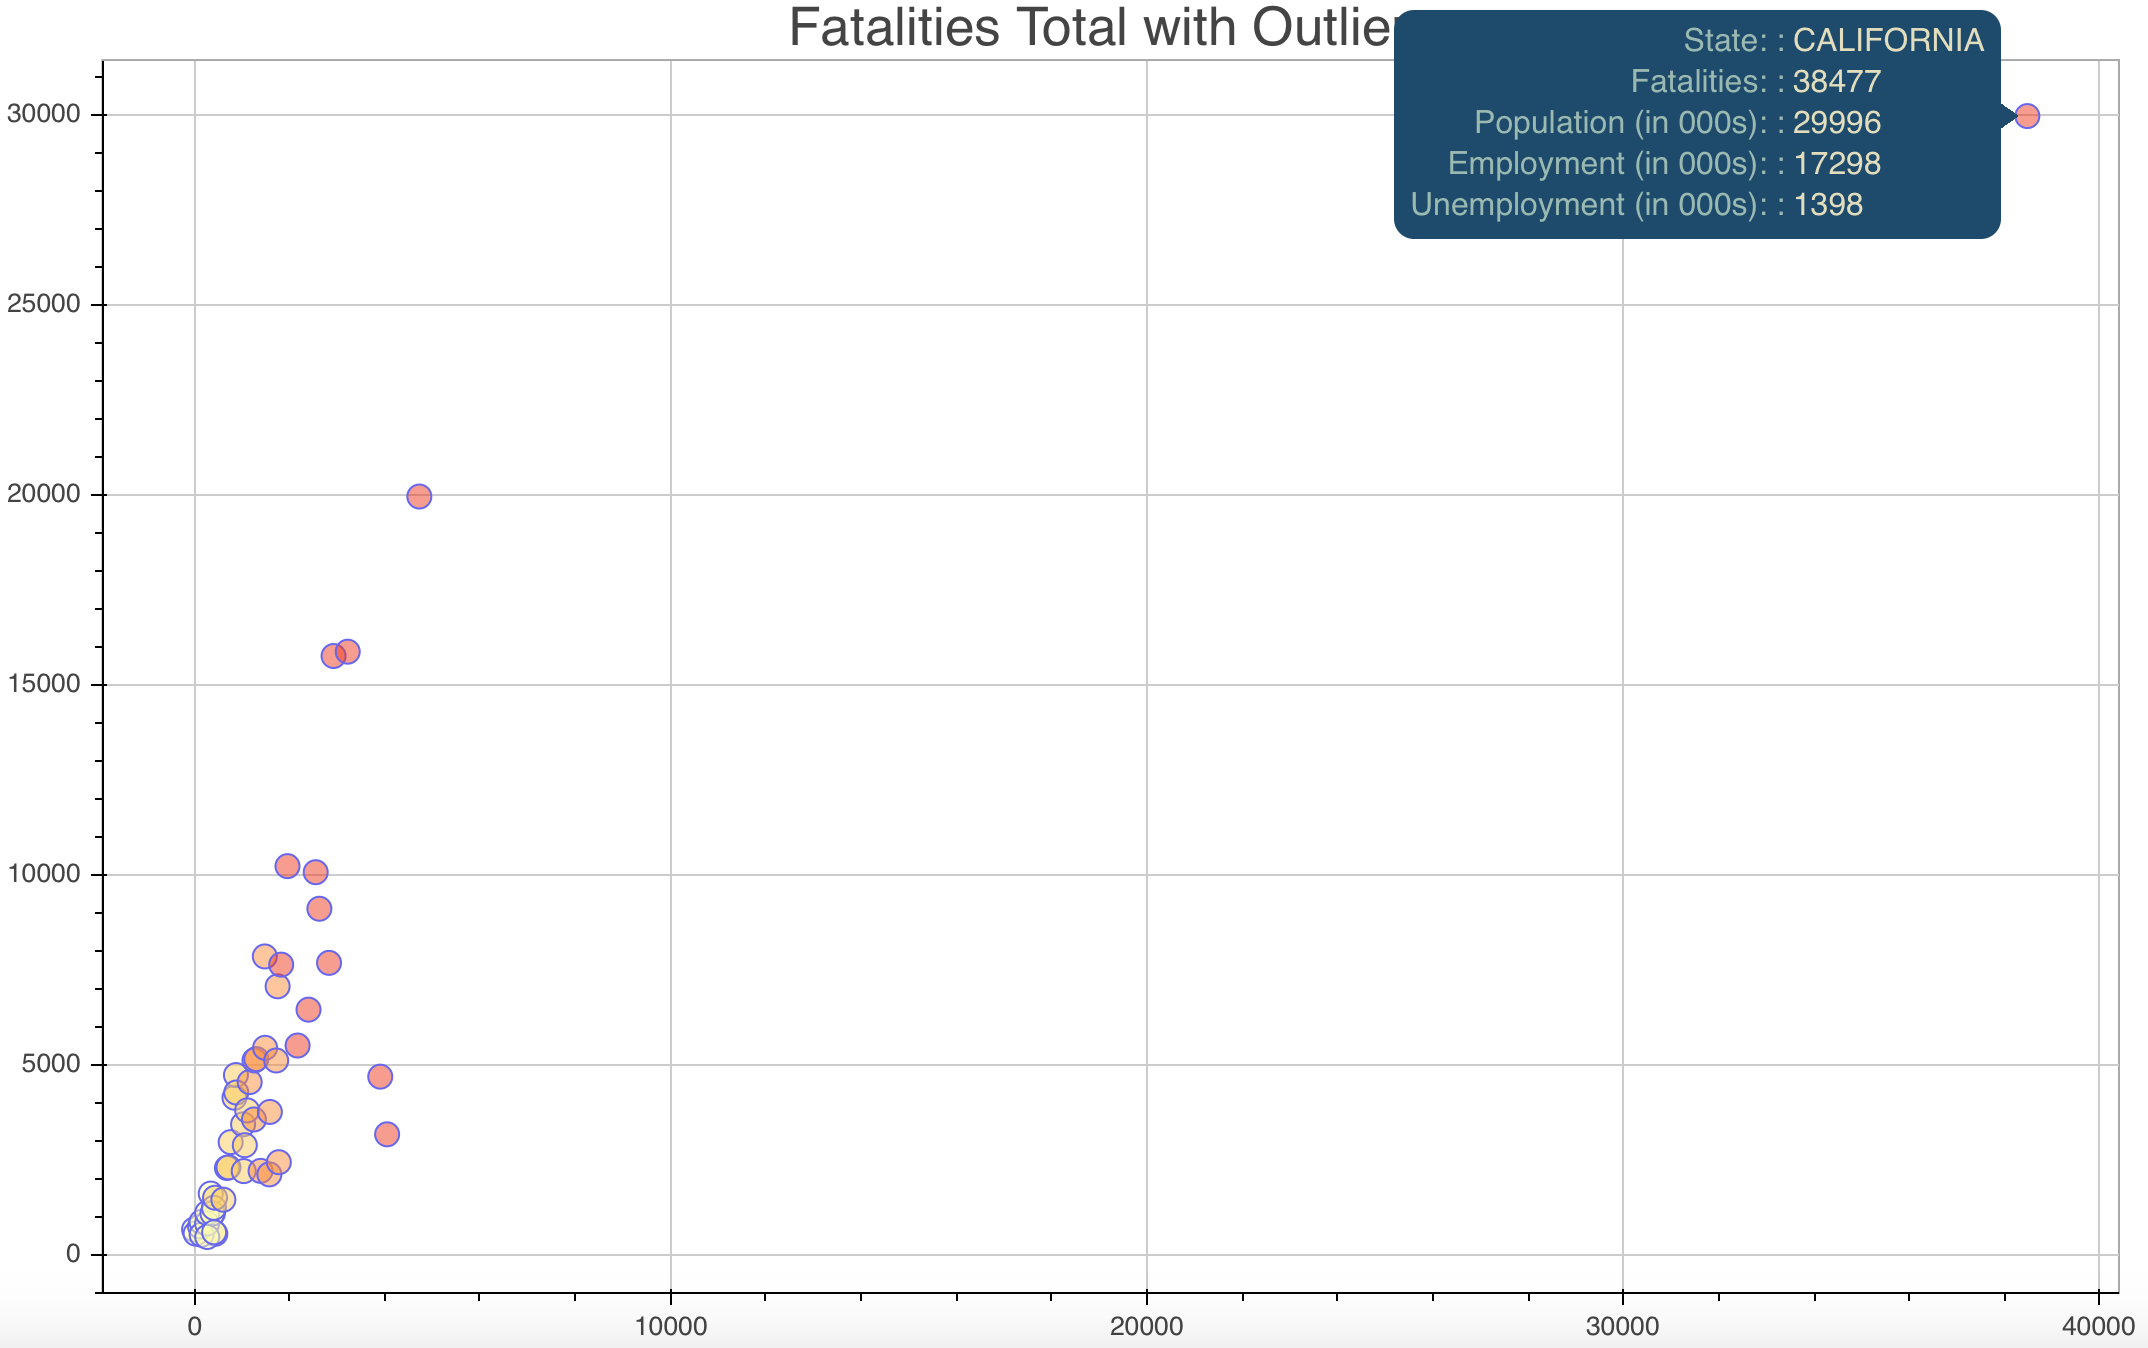 Fatalities Total with Outlie
State: : CALIFORNIA
Fatalities: : 38477
Population (in 000s): : 29996
Employment (in 000s): : 17298
Unemployment (in 000s): : 1398
30000
25000
20000
15000
10000
5000
0
0 10000 20000 30000 40000